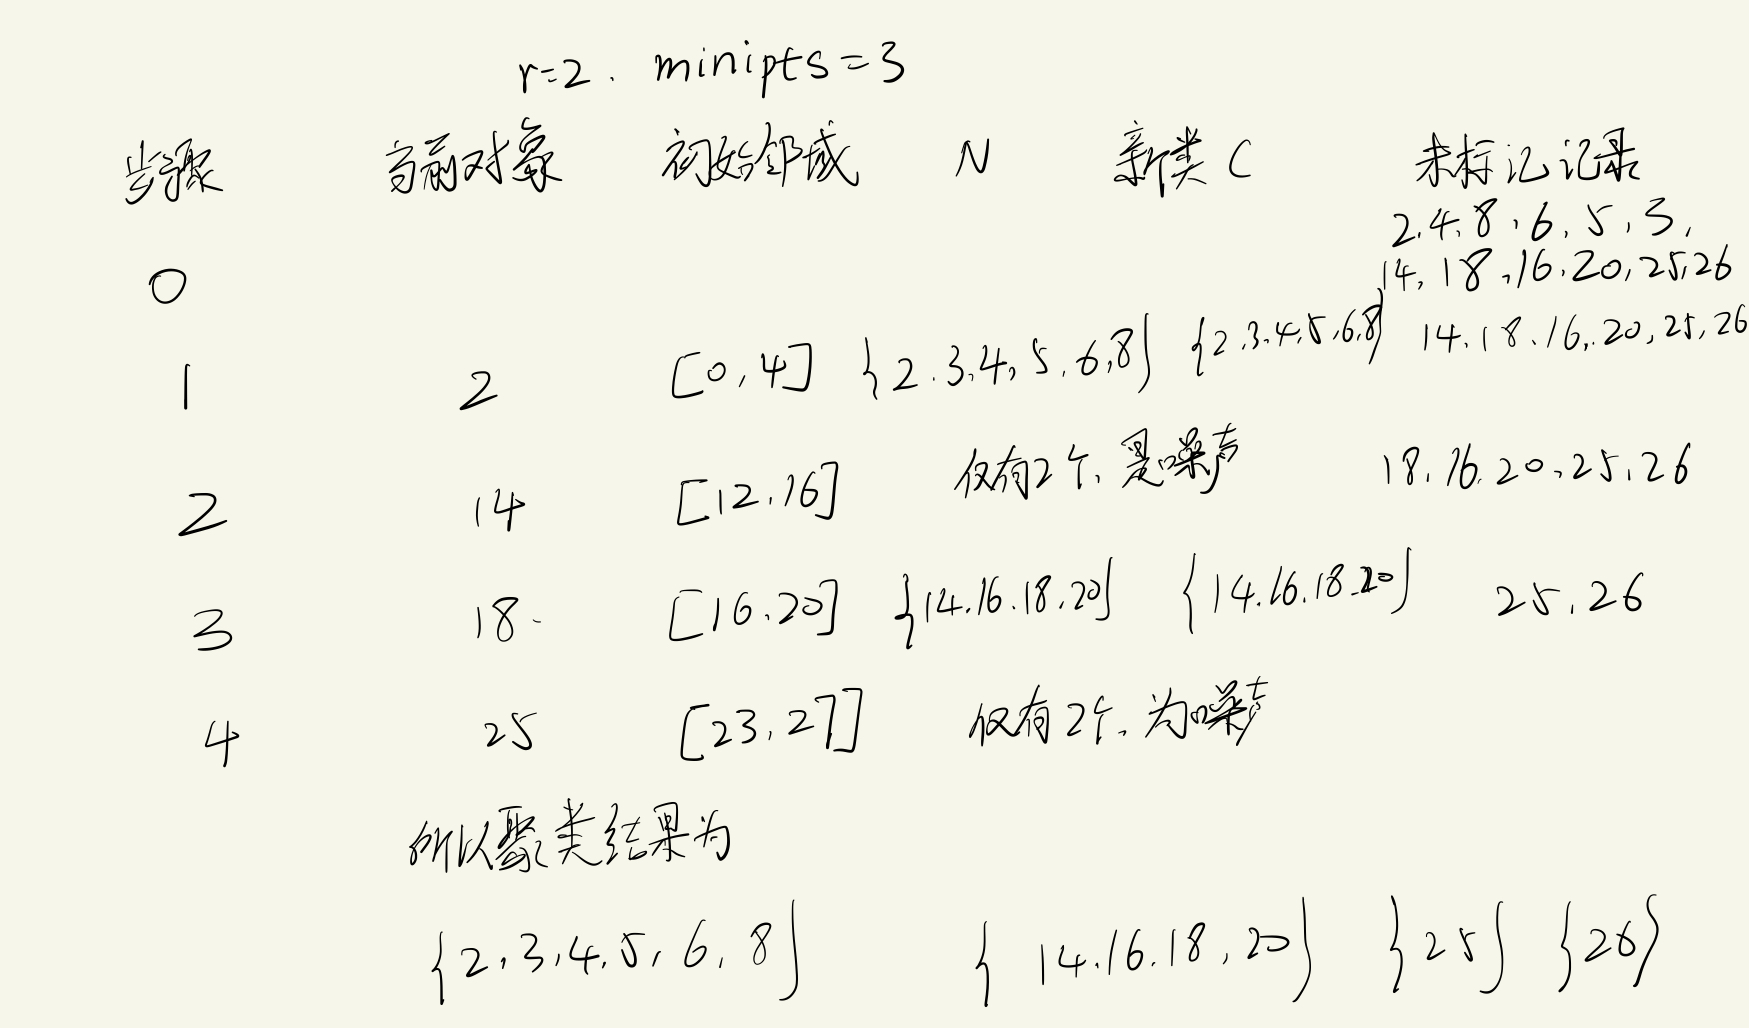 r=2. minipts=3
步骤 当前对象 初始邻域 N 新类C 未标记记录
2.4.8.6.5.3,
0 14,18,16.20,25,26
1 2 [0,4] {2.3.4,5.6,8} {2.3.4.5.6,8} 14.18.16,.20,25,26
2 14 [12.16] 仅有2个,是噪声 18.16.20,25.26
3 18. [16.20] {14.16.18.20} {14.16.18.20} 25.26
4 25 [23,27] 仅有2个.为噪声
所以聚类结果为
{2,3,4,5,6,8} {14.16.18,20} {25} {26}